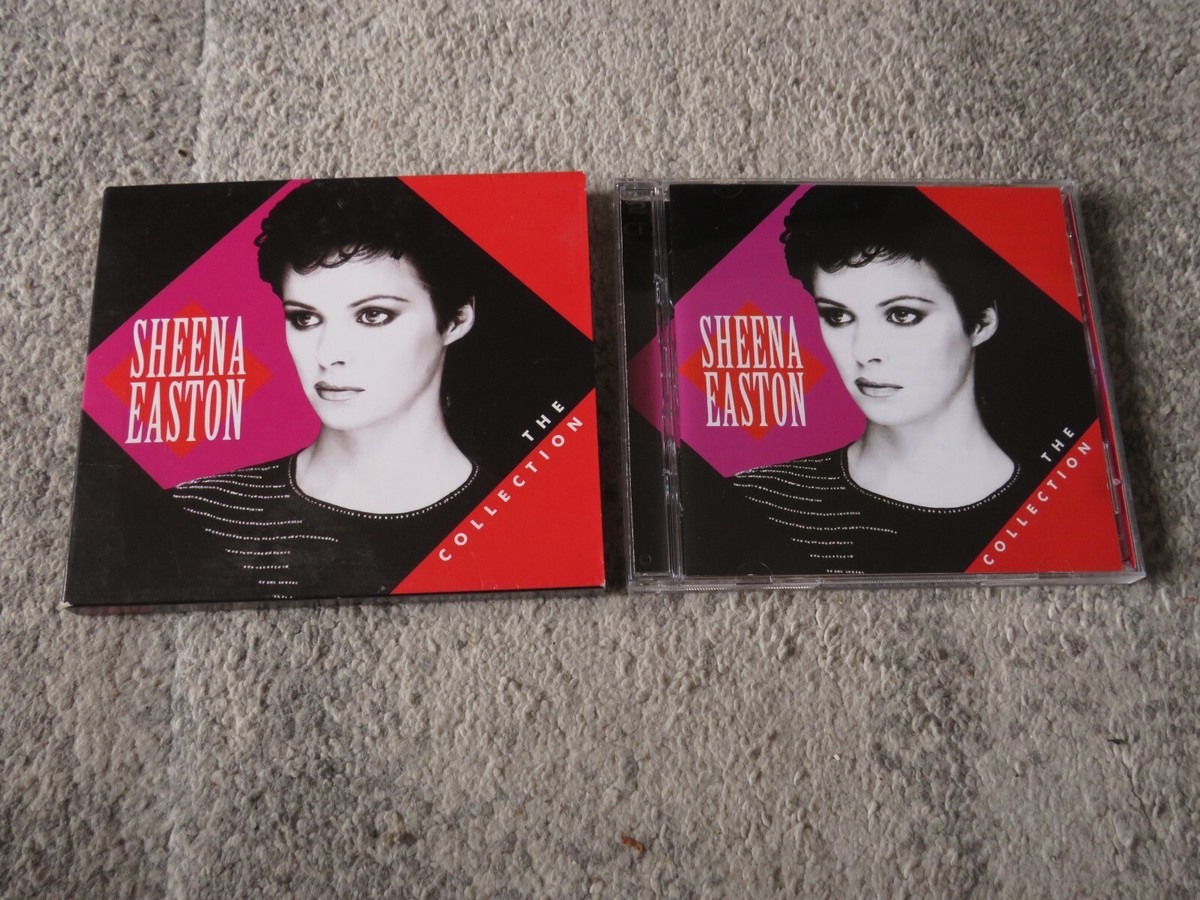 SHEENA
EASTON
THE
COLLECTION
SHEENA
EASTON
THE
COLLECTION